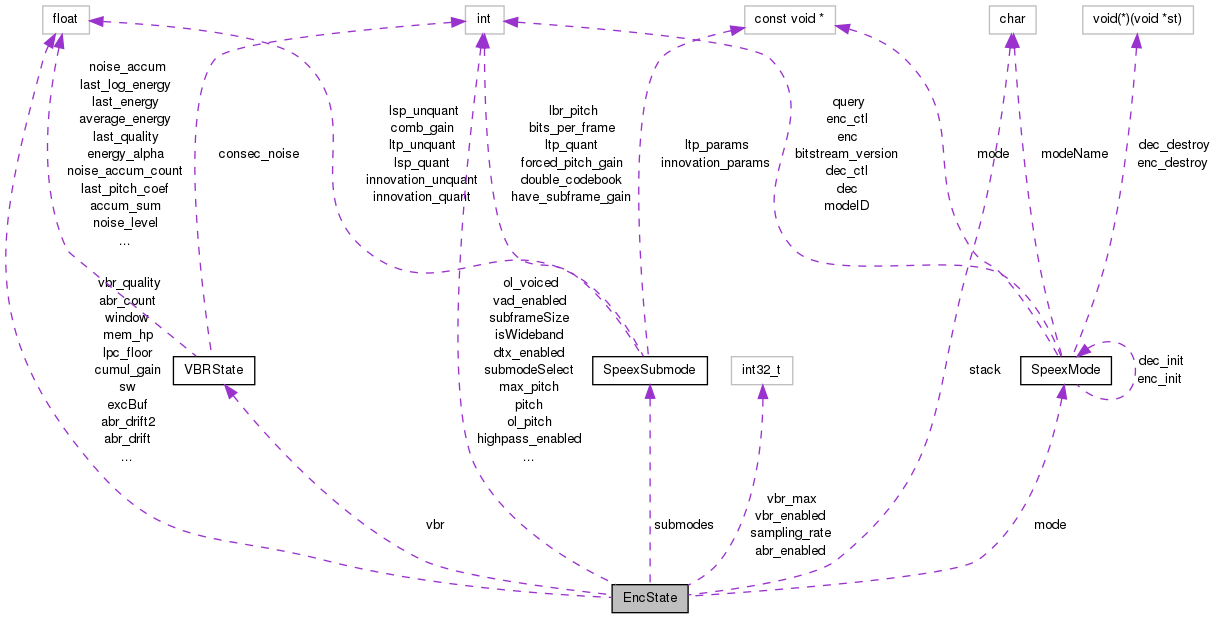 float
int
const void *
char
void(*)(void *st)
noise_accum
last_log_energy
last_energy
average_energy
last_quality
energy_alpha
noise_accum_count
last_pitch_coef
accum_sum
noise_level
...
consec_noise
lsp_unquant
comb_gain
ltp_unquant
lsp_quant
innovation_unquant
innovation_quant
lbr_pitch
bits_per_frame
ltp_quant
forced_pitch_gain
double_codebook
have_subframe_gain
ltp_params
innovation_params
query
enc_ctl
enc
bitstream_version
dec_ctl
dec
modeID
mode
modeName
dec_destroy
enc_destroy
vbr_quality
abr_count
window
mem_hp
lpc_floor
cumul_gain
sw
excBuf
abr_drift2
abr_drift
...
VBRState
ol_voiced
vad_enabled
subframeSize
isWideband
dtx_enabled
submodeSelect
max_pitch
pitch
ol_pitch
highpass_enabled
...
SpeexSubmode
int32_t
stack
SpeexMode
dec_init
enc_init
vbr
submodes
vbr_max
vbr_enabled
sampling_rate
abr_enabled
mode
EncState